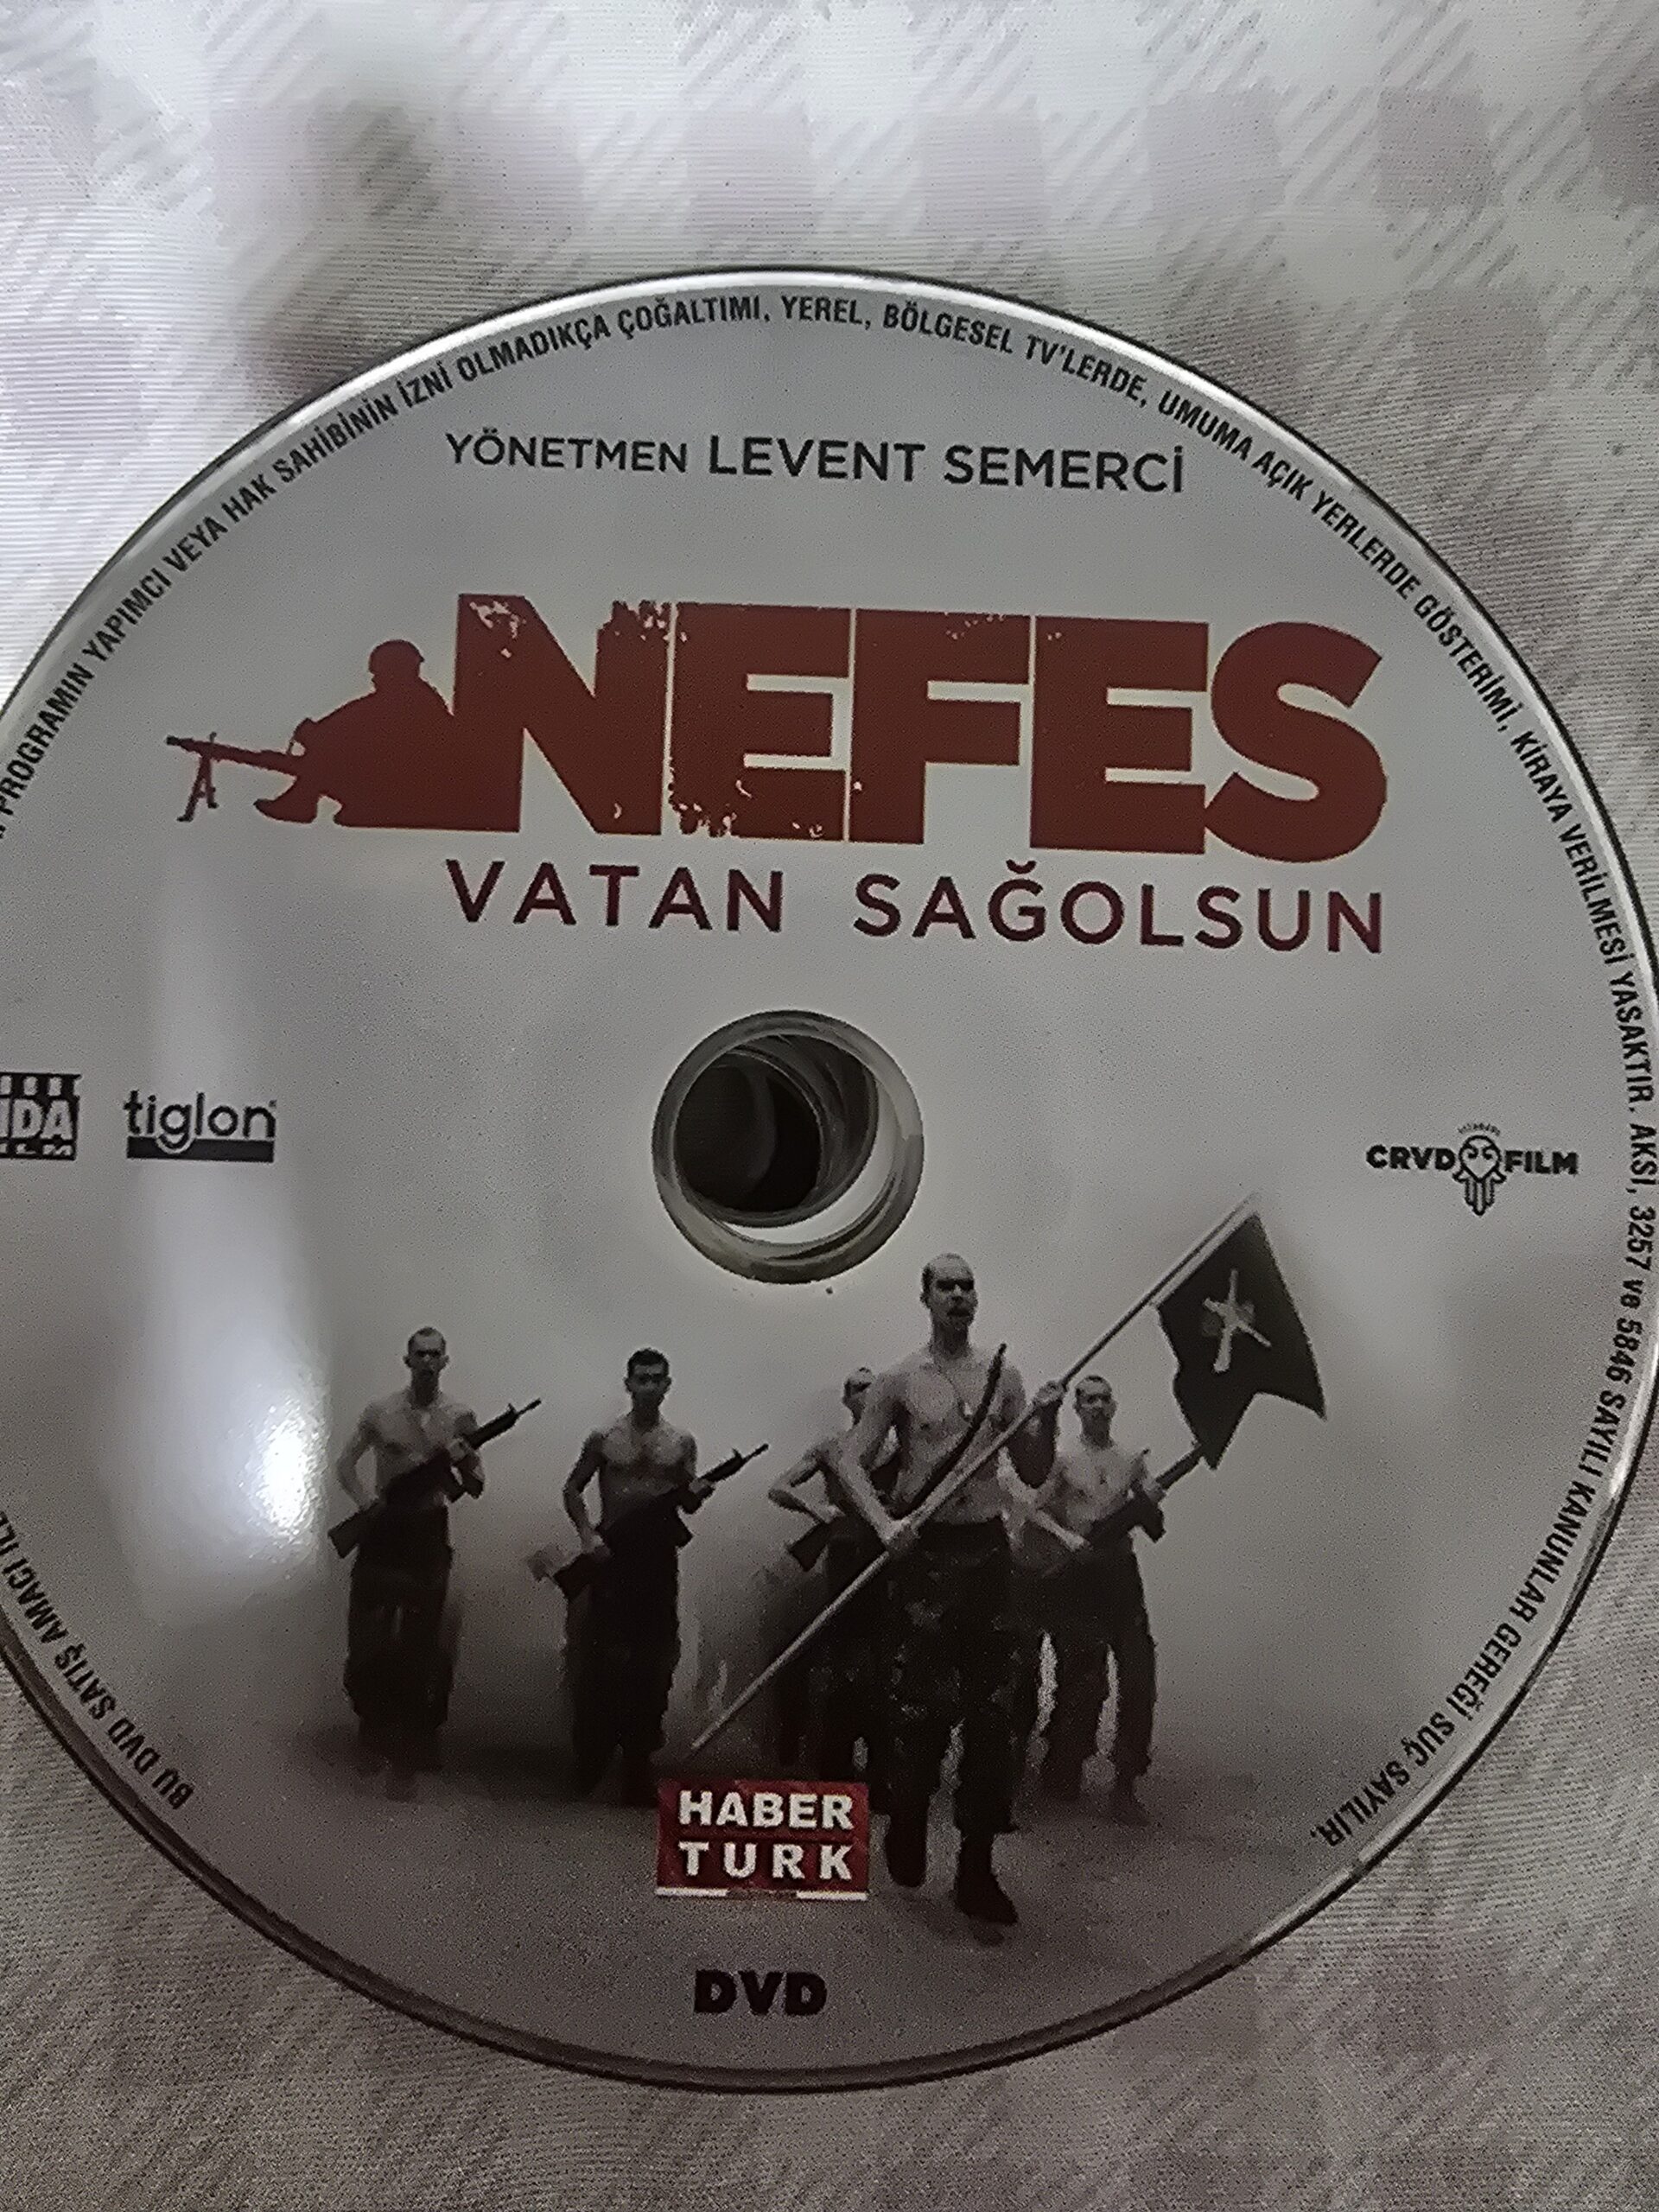 PROGRAMIN YAPIMCI VEYA HAK SAHİBİNİN İZNİ OLMADIKÇA ÇOĞALTIMI, YEREL, BÖLGESEL TV'LERDE, UMUMA AÇIK YERLERDE GÖSTERİMİ, KİRAYA VERİLMESİ YASAKTIR. AKSİ, 3257 ve 5846 SAYILI KANUNLAR GEREĞİ SUÇ SAYILIR.
YÖNETMEN LEVENT SEMERCİ
NEFES
VATAN SAĞOLSUN
tiglon
CRVD FILM
HABER
TURK
DVD
BU DVD SATIŞ AMACI